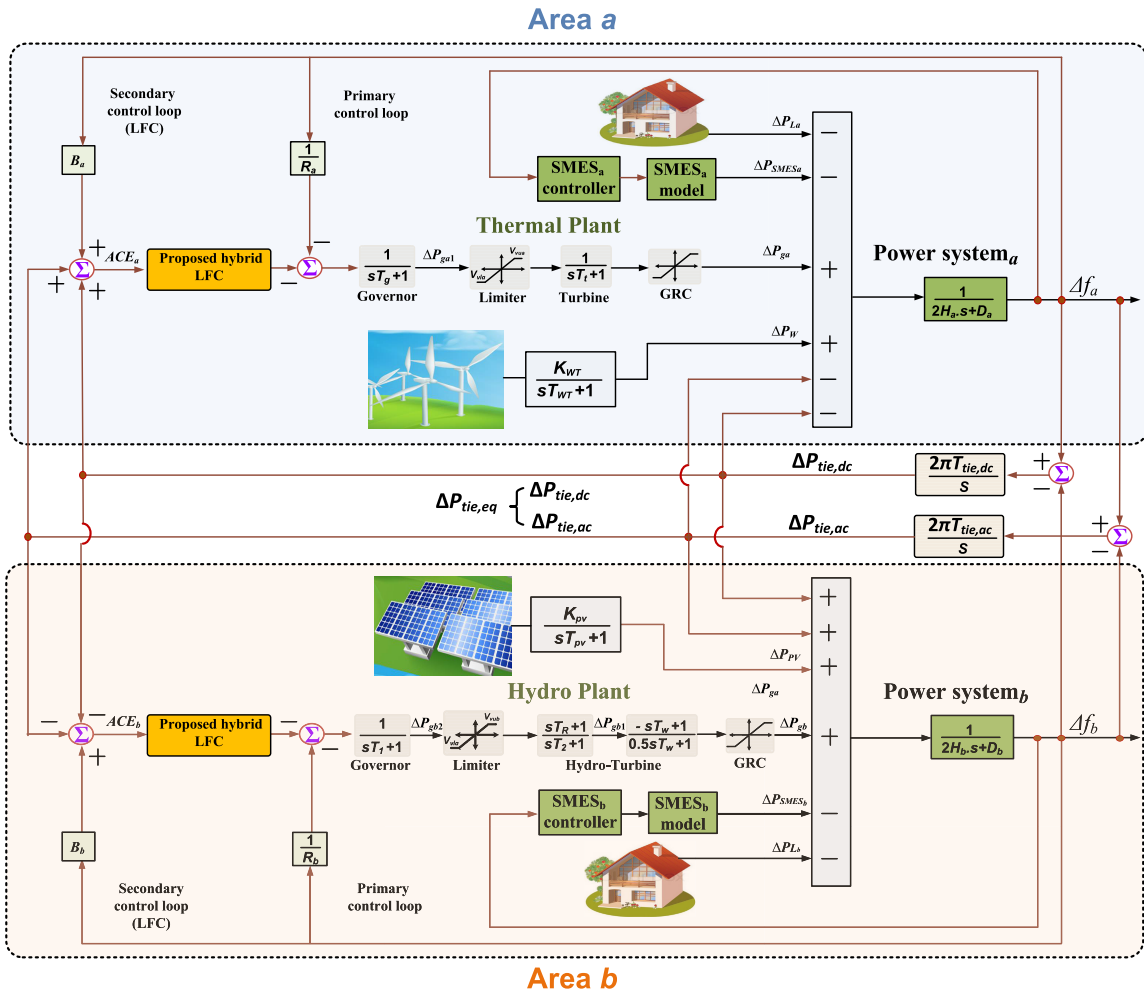 Area a
Secondary
control loop
(LFC)
Primary
control loop
B_a
1
R_a
ΔP_La
SMES_a
controller
SMES_a
model
ΔP_SMESa
−
−
Thermal Plant
+
+
+
ACE_a
Proposed hybrid
LFC
−
−
Σ
Σ
1
sT_g +1
Governor
ΔP_ga1
V_vua
V_vla
Limiter
1
sT_t +1
Turbine
GRC
ΔP_ga
+
Power system_a
1
2H_a.s+D_a
Δf_a
K_WT
sT_WT +1
ΔP_W
+
−
−
ΔP_tie,dc
2πT_tie,dc
S
+
−
Σ
ΔP_tie,eq { ΔP_tie,dc
ΔP_tie,ac
ΔP_tie,ac
2πT_tie,ac
S
+
−
Σ
K_pv
sT_pv +1
+
+
ΔP_PV
+
ΔP_ga
Hydro Plant
Power system_b
−
−
+
Σ
ACE_b
Proposed hybrid
LFC
−
−
Σ
1
sT_1 +1
Governor
ΔP_gb2
V_vub
V_vla
Limiter
sT_R +1
sT_2 +1
ΔP_gb1
- sT_w +1
0.5sT_w +1
Hydro-Turbine
GRC
ΔP_gb
+
1
2H_b.s+D_b
Δf_b
SMES_b
controller
SMES_b
model
ΔP_SMESb
−
ΔP_Lb
−
B_b
1
R_b
Secondary
control loop
(LFC)
Primary
control loop
Area b